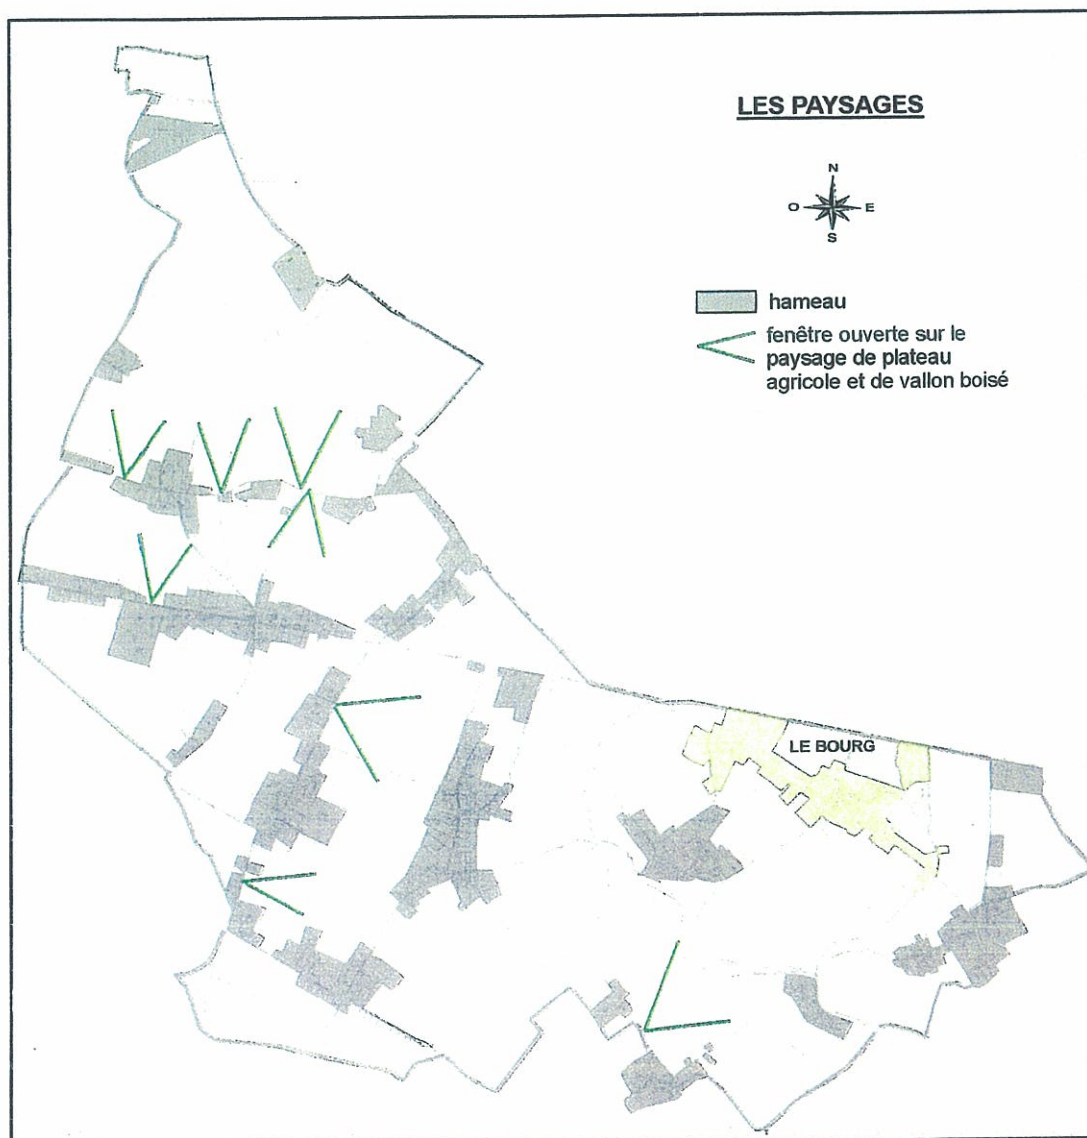 LES PAYSAGES
N
O E
S
hameau
fenêtre ouverte sur le
paysage de plateau
agricole et de vallon boisé
LE BOURG